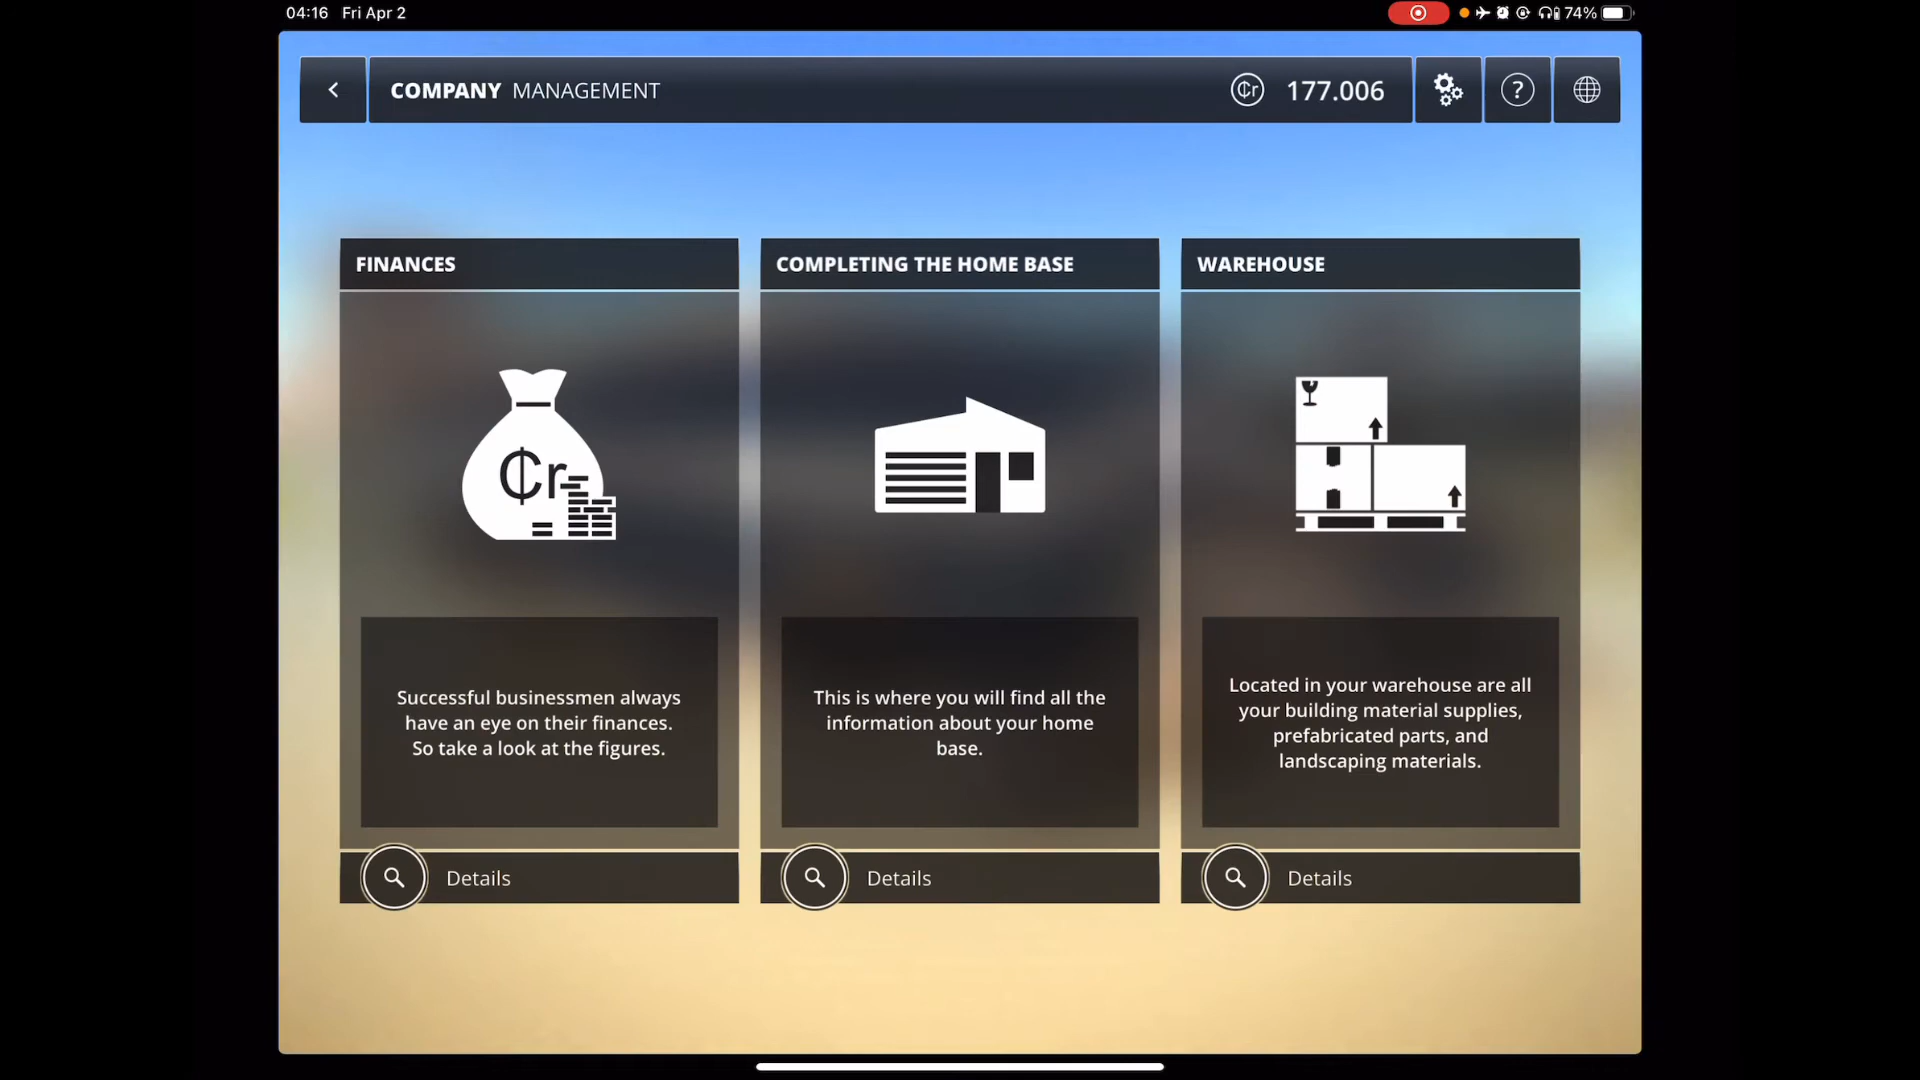 04:16 Fri Apr 2
74%
COMPANY MANAGEMENT
₵r 177.006
?
FINANCES
₵r
Successful businessmen always
have an eye on their finances.
So take a look at the figures.
Details
COMPLETING THE HOME BASE
This is where you will find all the
information about your home
base.
Details
WAREHOUSE
Located in your warehouse are all
your building material supplies,
prefabricated parts, and
landscaping materials.
Details